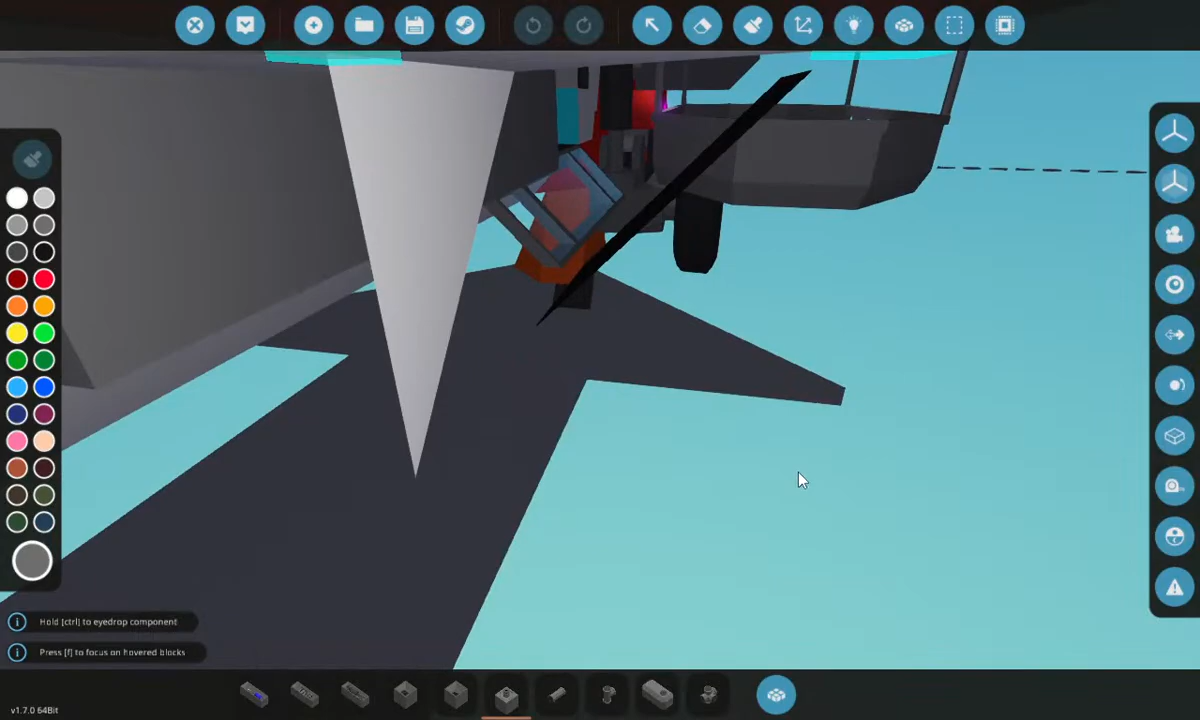 Hold [ctrl] to eyedrop component
Press [f] to focus on hovered blocks
v1.7.0 64Bit